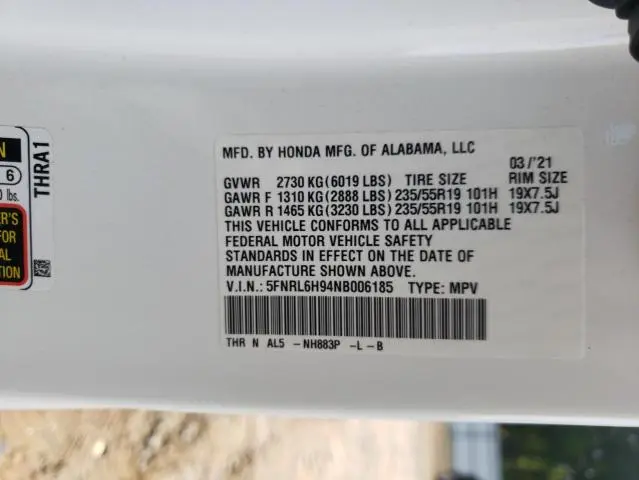 MFD. BY HONDA MFG. OF ALABAMA, LLC
03/'21
GVWR 2730 KG(6019 LBS) TIRE SIZE RIM SIZE
GAWR F 1310 KG(2888 LBS) 235/55R19 101H 19X7.5J
GAWR R 1465 KG(3230 LBS) 235/55R19 101H 19X7.5J
THIS VEHICLE CONFORMS TO ALL APPLICABLE
FEDERAL MOTOR VEHICLE SAFETY
STANDARDS IN EFFECT ON THE DATE OF
MANUFACTURE SHOWN ABOVE.
V.I.N.: 5FNRL6H94NB006185 TYPE: MPV
THR N AL5 -NH883P -L-B
THRA1
6
lbs.
FOR